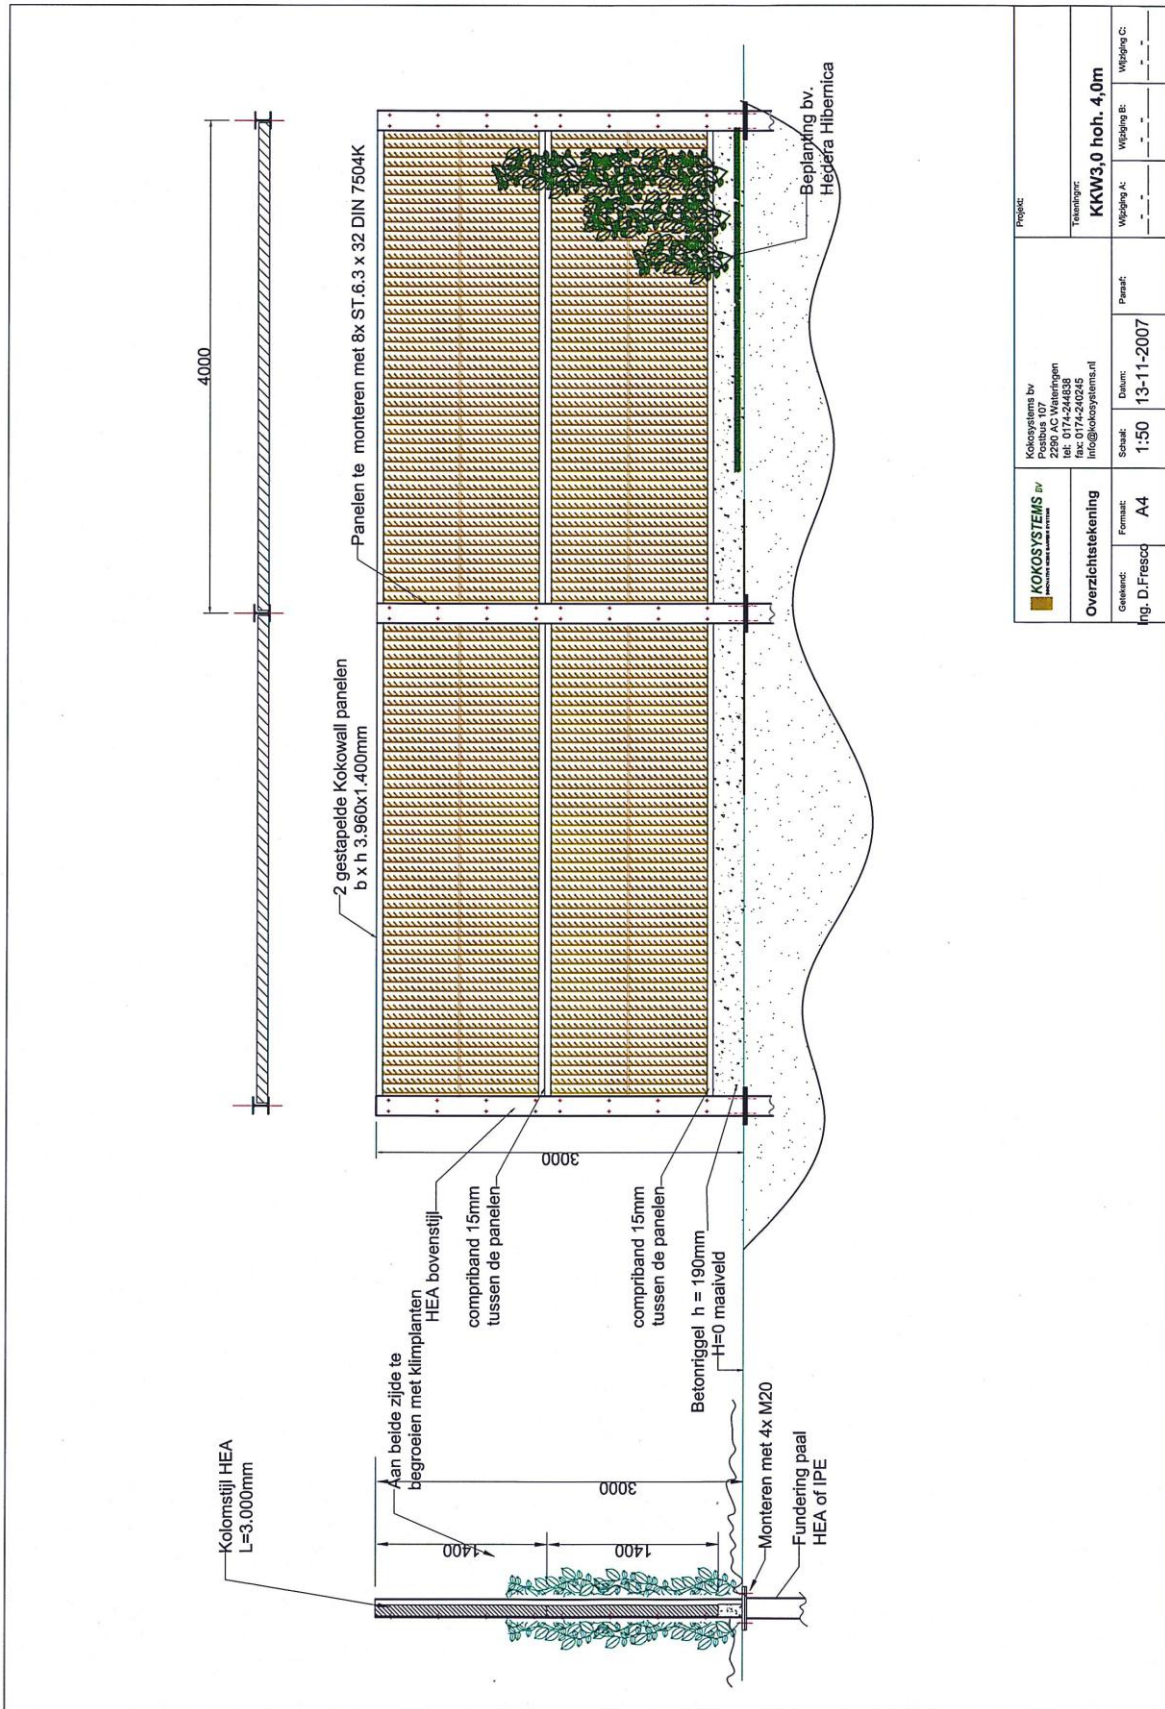 4000
Panelen te monteren met 8x ST.6.3 x 32 DIN 7504K
2 gestapelde Kokowall panelen
b x h 3.960x1.400mm
Kolomstijl HEA
L=3.000mm
Aan beide zijde te
begroeien met klimplanten
HEA bovenstijl
compriband 15mm
tussen de panelen
compriband 15mm
tussen de panelen
Betonriggel h = 190mm
H=0 maaiveld
3000
3000
1400
1400
Monteren met 4x M20
Fundering paal
HEA of IPE
Beplanting bv.
Hedera Hibernica
KOKOSYSTEMS BV
Kokosystems bv
Postbus 107
2290 AC Wateringen
tel: 0174-244838
fax: 0174-240245
info@kokosystems.nl
Projekt:
Overzichtstekening
Tekeningnr:
KKW3,0 hoh. 4,0m
Getekend:
Ing. D.Fresco
Formaat:
A4
Schaal:
1:50
Datum:
13-11-2007
Paraaf:
Wijziging A:
Wijziging B:
Wijziging C: